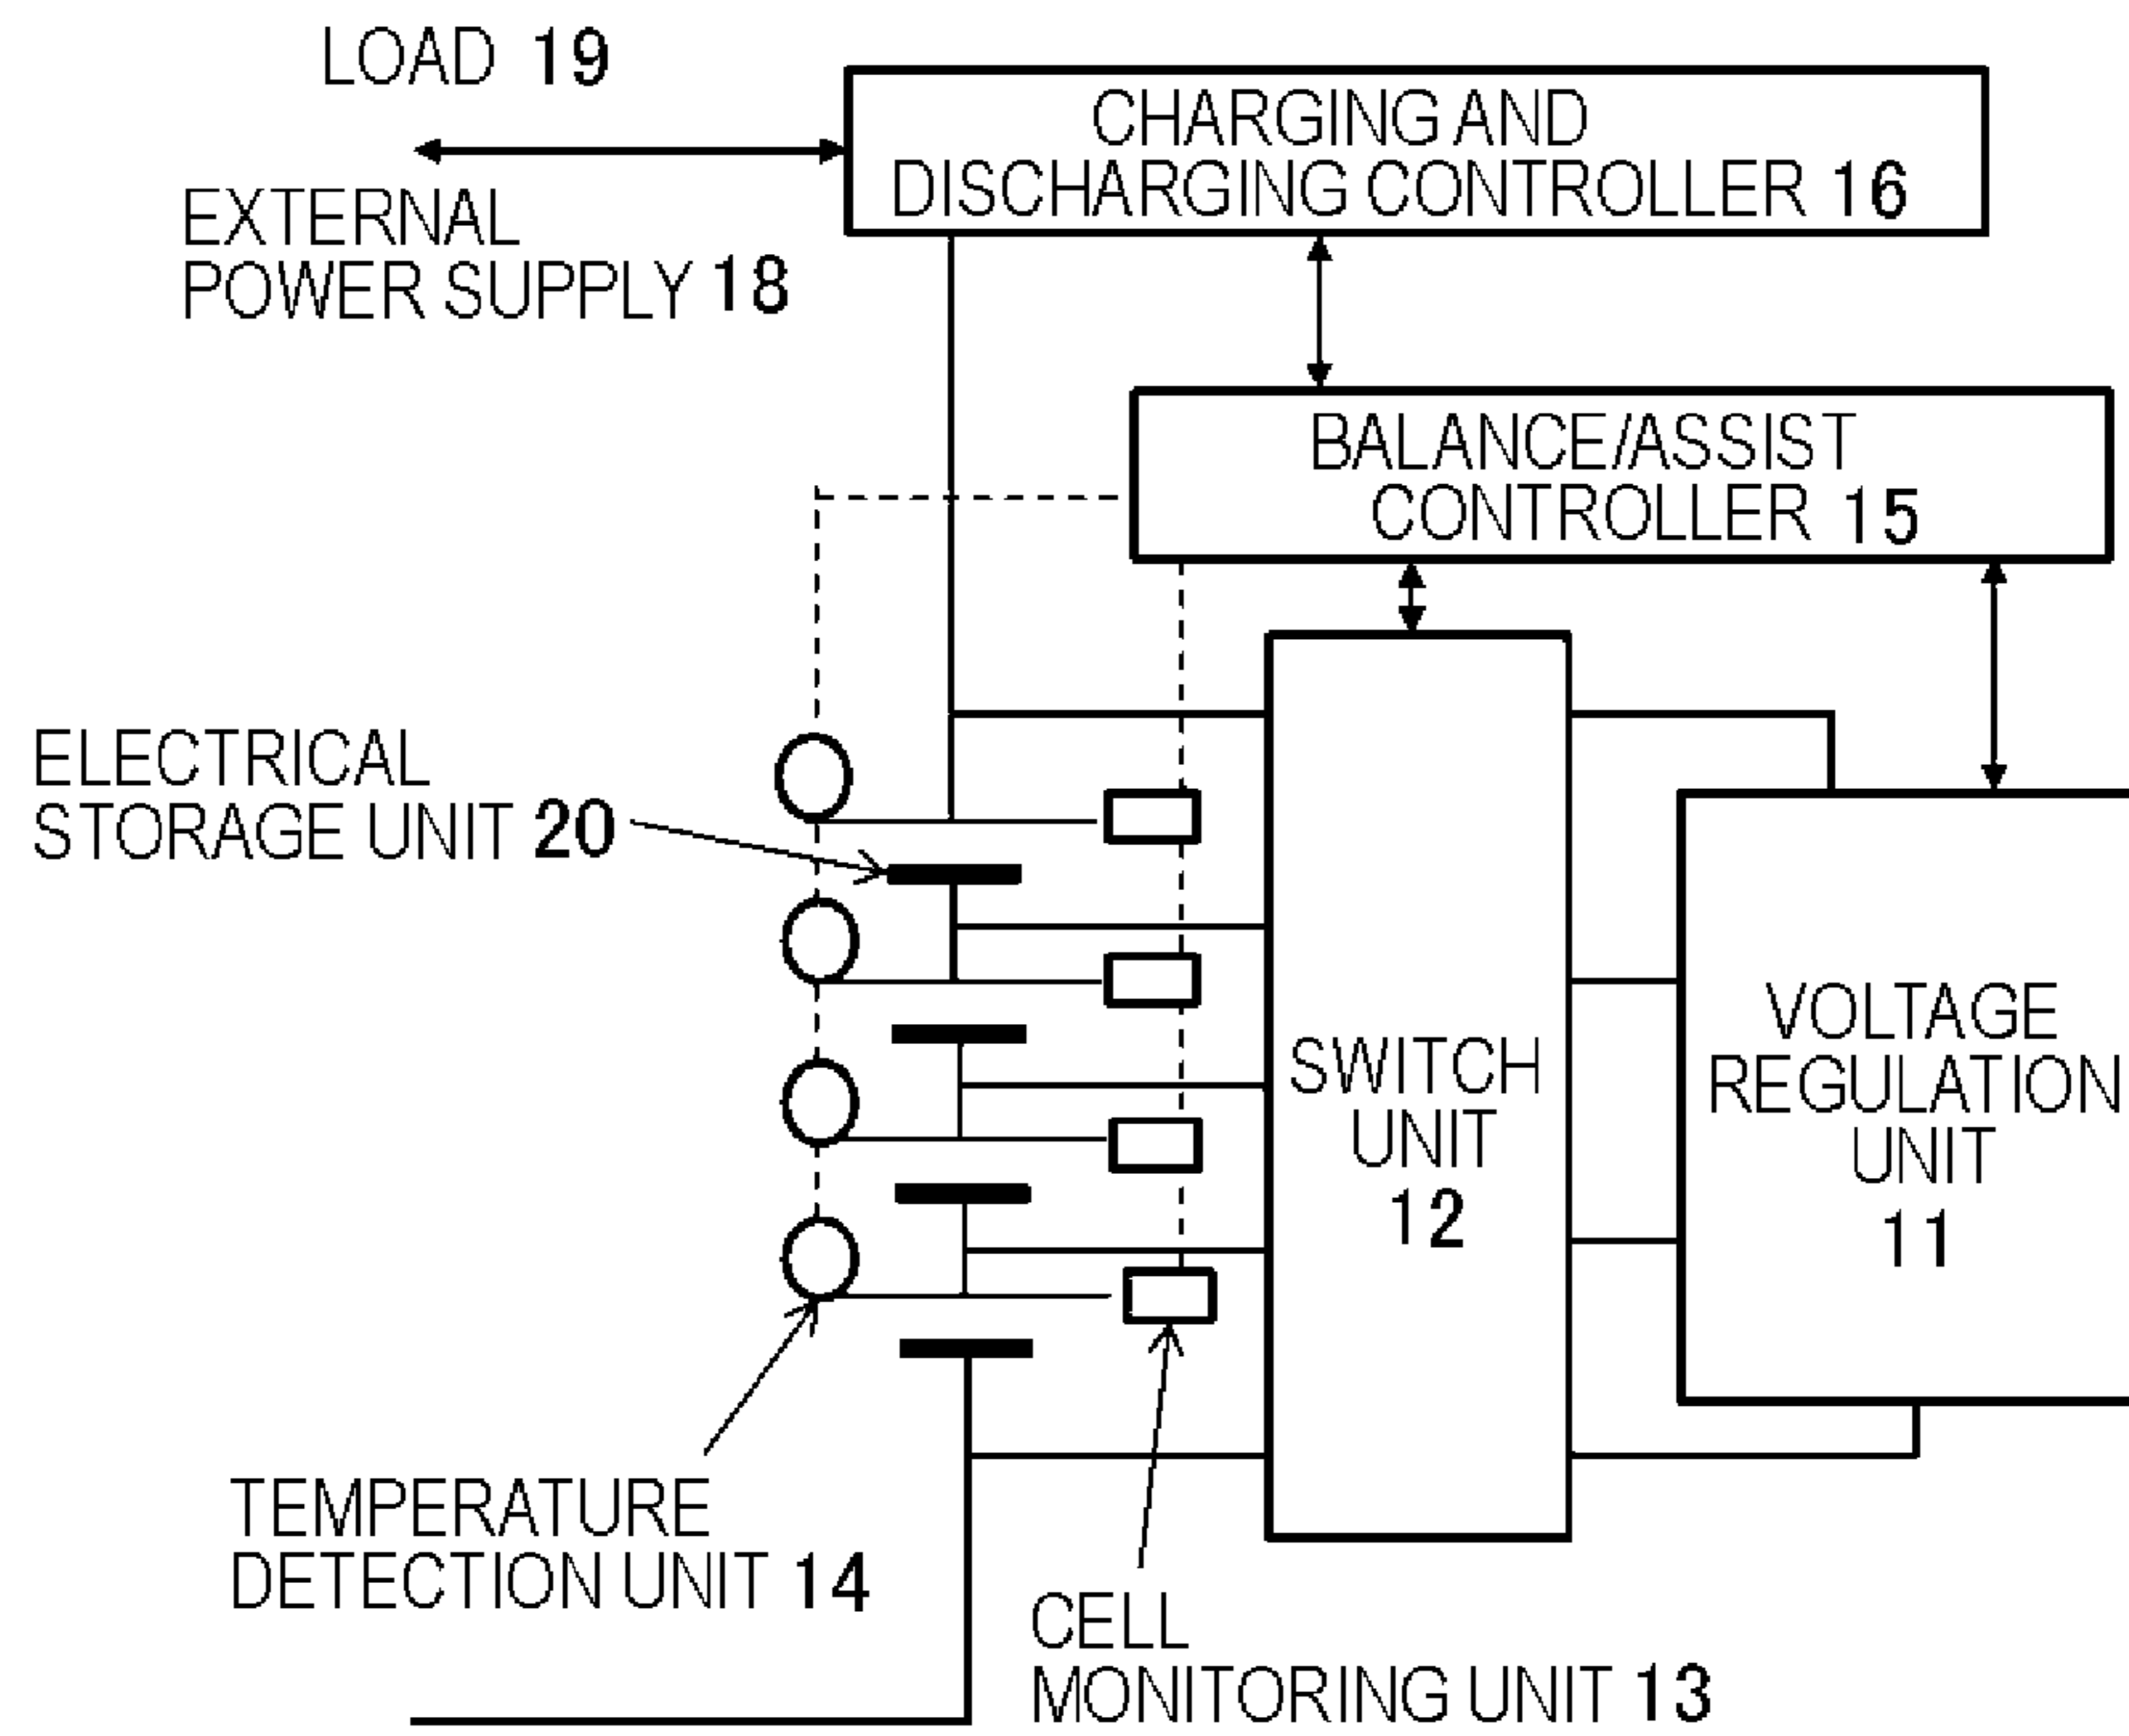 LOAD 19
CHARGING AND
DISCHARGING CONTROLLER 16
EXTERNAL
POWER SUPPLY 18
BALANCE/ASSIST
CONTROLLER 15
ELECTRICAL
STORAGE UNIT 20
SWITCH
UNIT
12
VOLTAGE
REGULATION
UNIT
11
TEMPERATURE
DETECTION UNIT 14
CELL
MONITORING UNIT 13